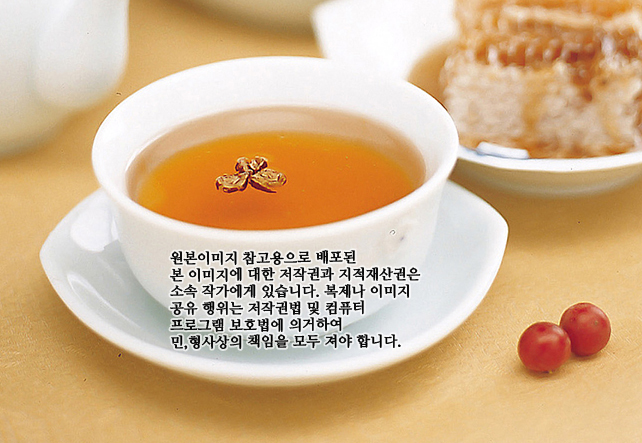 원본이미지 참고용으로 배포된
본 이미지에 대한 저작권과 지적재산권은
소속 작가에게 있습니다. 복제나 이미지
공유 행위는 저작권법 및 컴퓨터
프로그램 보호법에 의거하여
민,형사상의 책임을 모두 져야 합니다.